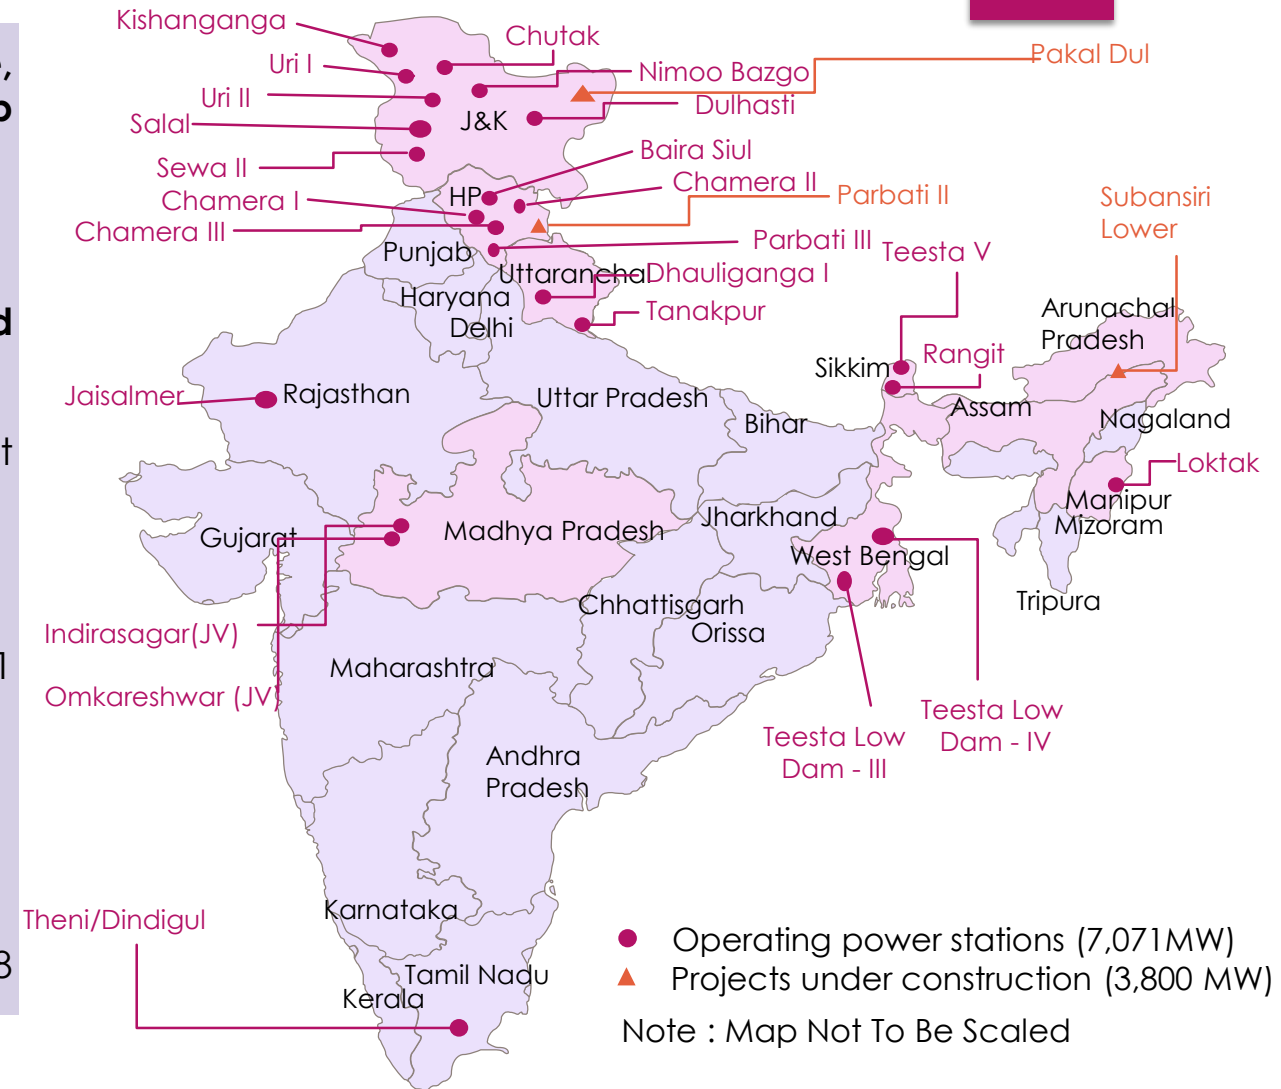 Kishanganga
Chutak
Pakal Dul
Uri I
Nimoo Bazgo
Uri II
Dulhasti
Salal
J&K
Sewa II
Baira Siul
Chamera II
HP
Chamera I
Parbati II
Subansiri
Lower
Chamera III
Parbati III
Punjab
Teesta V
Uttaranchal
Dhauliganga I
Haryana
Tanakpur
Delhi
Arunachal
Pradesh
Sikkim
Rangit
Jaisalmer
Rajasthan
Uttar Pradesh
Assam
Bihar
Nagaland
Loktak
Manipur
Mizoram
Gujarat
Madhya Pradesh
Jharkhand
West Bengal
Tripura
Chhattisgarh
Orissa
Indirasagar(JV)
Maharashtra
Omkareshwar (JV)
Teesta Low
Dam - IV
Teesta Low
Dam - III
Andhra
Pradesh
Karnataka
Theni/Dindigul
Tamil Nadu
Kerala
Operating power stations (7,071MW)
Projects under construction (3,800 MW)
Note : Map Not To Be Scaled